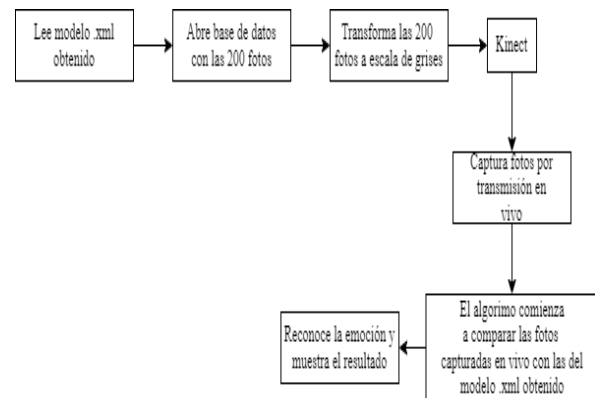 Lee modelo .xml
obtenido
Abre base de datos
con las 200 fotos
Transforma las 200
fotos a escala de grises
Kinect
Captura fotos por
transmisión en
vivo
El algorimo comienza
a comparar las fotos
capturadas en vivo con las del
modelo .xml obtenido
Reconoce la emoción y
muestra el resultado